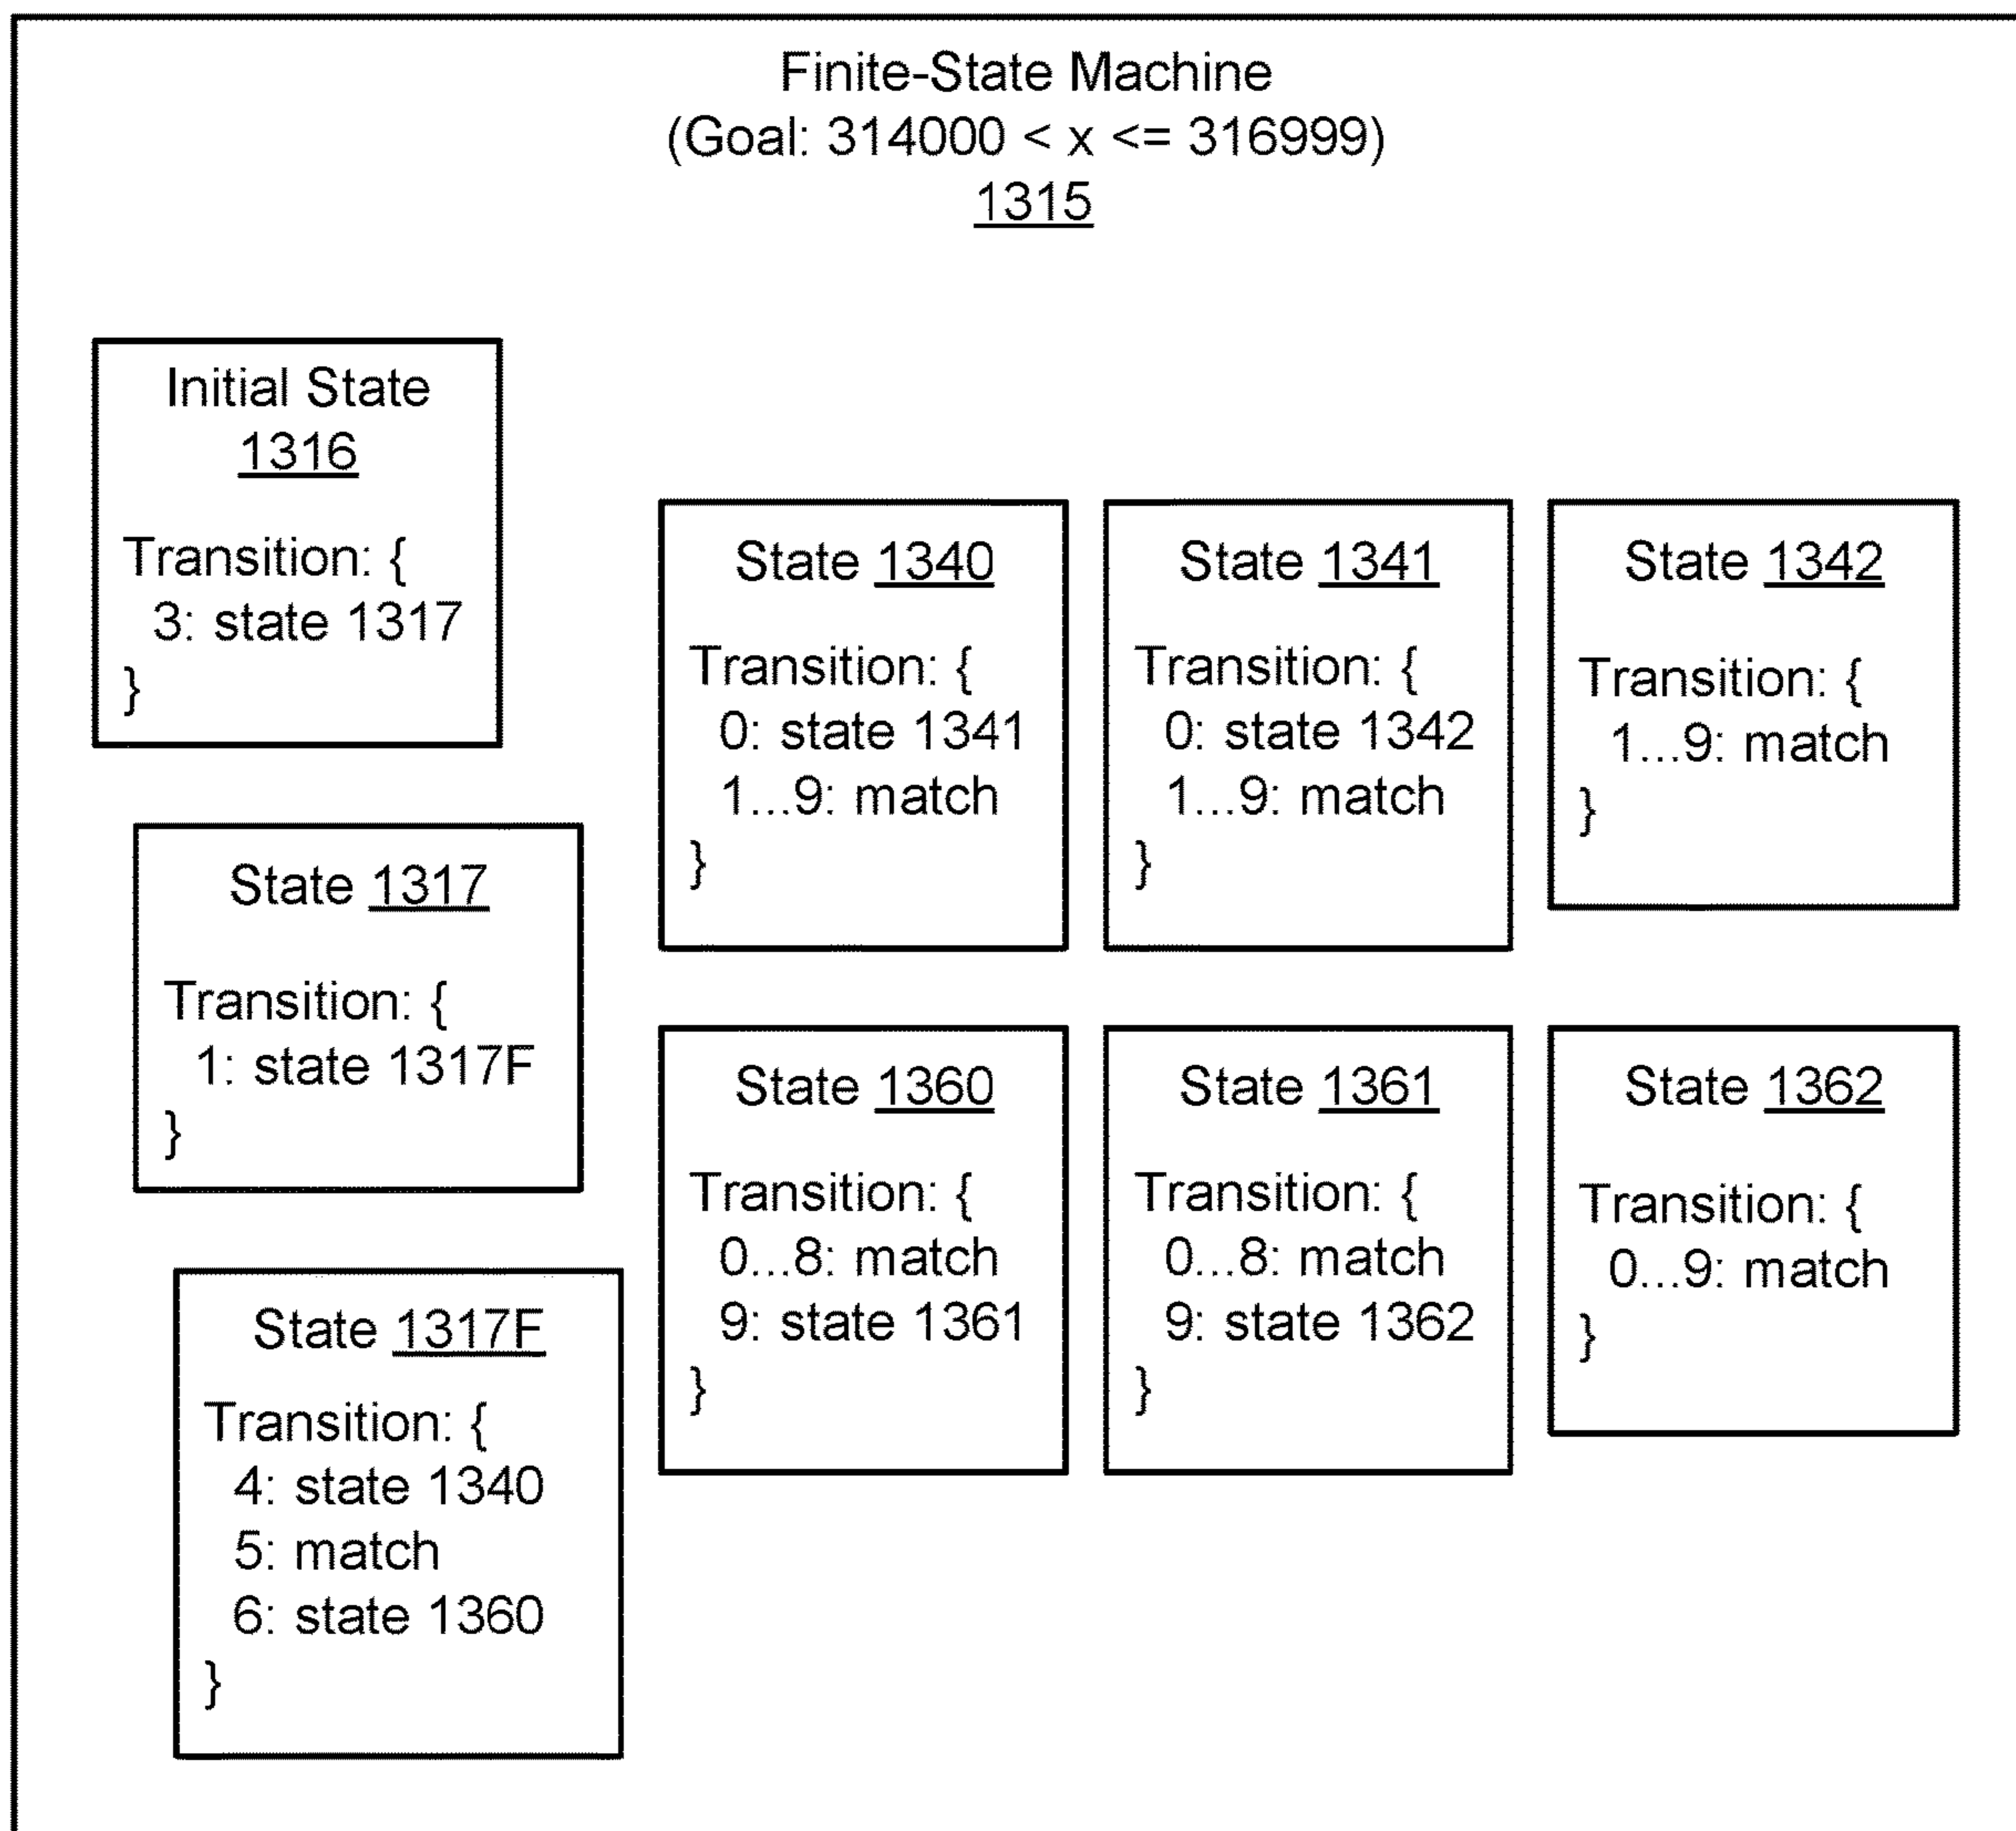 Finite-State Machine
(Goal: 314000 < x <= 316999)
1315
Initial State
1316
Transition: {
3: state 1317
}
State 1317
Transition: {
1: state 1317F
}
State 1317F
Transition: {
4: state 1340
5: match
6: state 1360
}
State 1340
Transition: {
0: state 1341
1...9: match
}
State 1341
Transition: {
0: state 1342
1...9: match
}
State 1342
Transition: {
1...9: match
}
State 1360
Transition: {
0...8: match
9: state 1361
}
State 1361
Transition: {
0...8: match
9: state 1362
}
State 1362
Transition: {
0...9: match
}